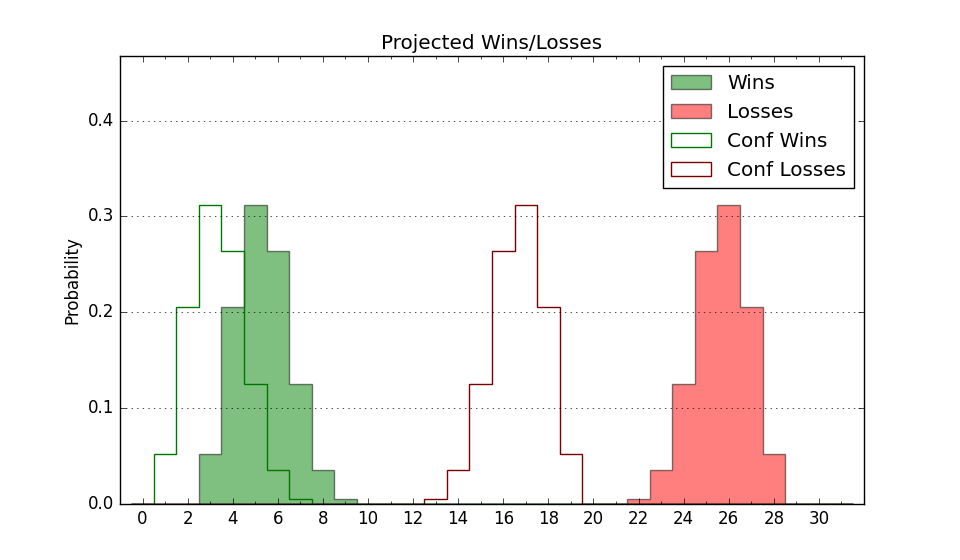 Projected Wins/Losses
Wins
Losses
Conf Wins
Conf Losses
Probability
0.4
0.3
0.2
0.1
0.0
0 2 4 6 8 10 12 14 16 18 20 22 24 26 28 30